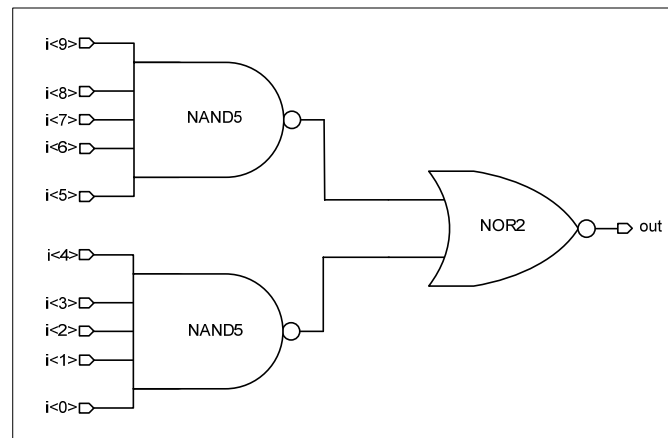 i<9>
i<8>
i<7>
i<6>
i<5>
NAND5
i<4>
i<3>
i<2>
i<1>
i<0>
NAND5
NOR2
out